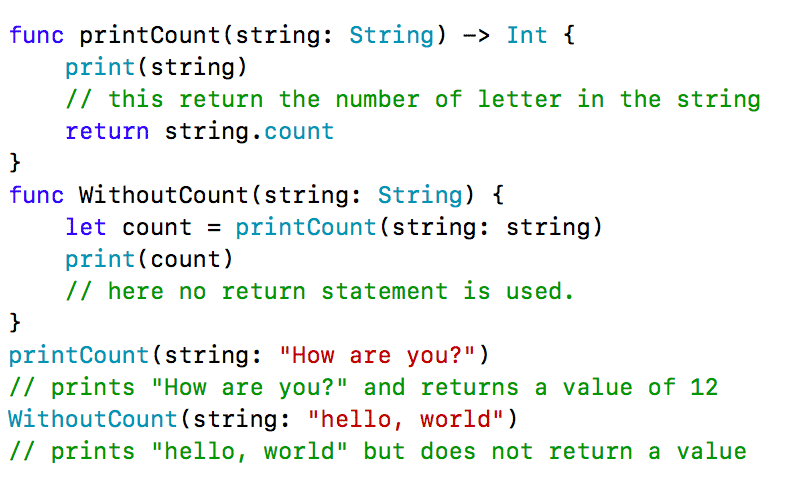 func printCount(string: String) -> Int {
    print(string)
    // this return the number of letter in the string
    return string.count
}
func WithoutCount(string: String) {
    let count = printCount(string: string)
    print(count)
    // here no return statement is used.
}
printCount(string: "How are you?")
// prints "How are you?" and returns a value of 12
WithoutCount(string: "hello, world")
// prints "hello, world" but does not return a value